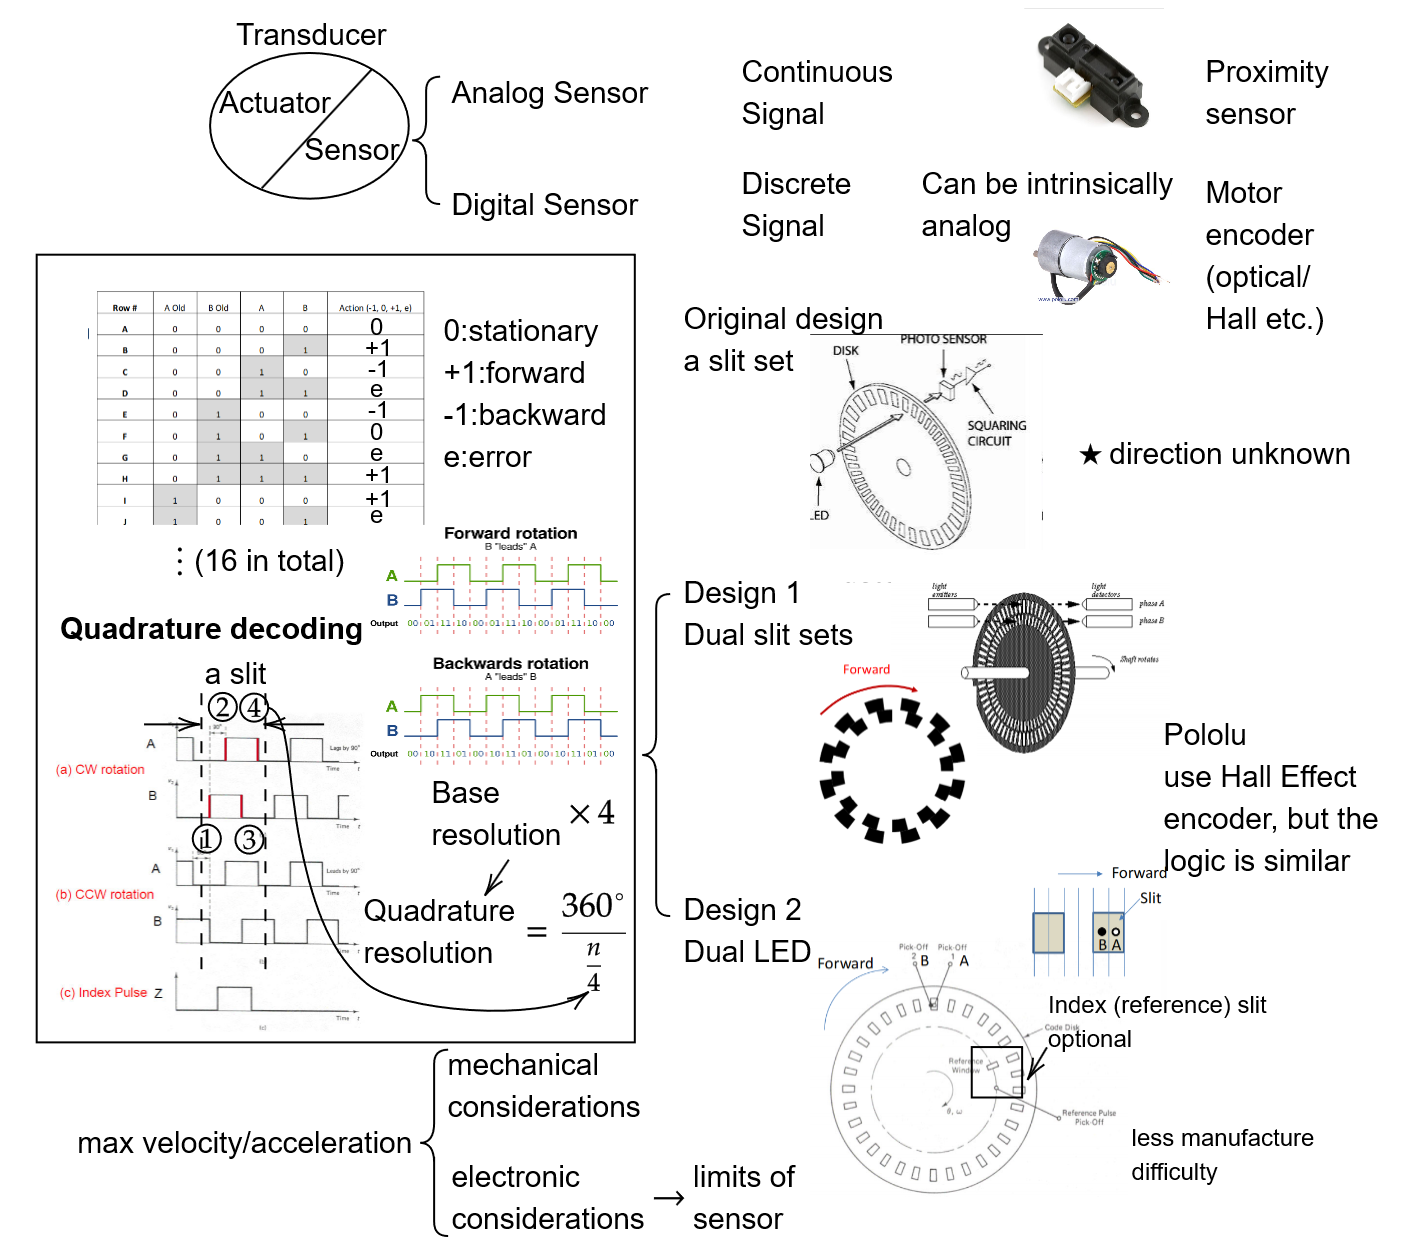 Transducer
Actuator
Sensor
Analog Sensor
Digital Sensor
Continuous
Signal
Proximity
sensor
Discrete
Signal
Can be intrinsically
analog
Motor
encoder
(optical/
Hall etc.)
www.pololu.com
Row # A Old B Old A B Action (-1, 0, +1, e)
A 0 0 0 0 0
B 0 0 0 1 +1
C 0 0 1 0 -1
D 0 0 1 1 e
E 0 1 0 0 -1
F 0 1 0 1 0
G 0 1 1 0 e
H 0 1 1 1 +1
I 1 0 0 0 +1
J 1 0 0 1 e
⋮ (16 in total)
0:stationary
+1:forward
-1:backward
e:error
Quadrature decoding
Forward rotation
B "leads" A
A
B
Output 00 01 11 10 00 01 11 10 00 01 11 10 00
Backwards rotation
A "leads" B
A
B
Output 00 10 11 01 00 10 11 01 00 10 11 01 00
a slit
② ④
90°
A
Lags by 90°
(a) CW rotation
Time t
B
Time t
① ③
90°
A
Leads by 90°
(b) CCW rotation
Time t
B
(c) Index Pulse Z
Time t
(c)
Base
resolution × 4
Quadrature
resolution = 360° / n/4
max velocity/acceleration
mechanical
considerations
electronic
considerations → limits of
sensor
Original design
a slit set
PHOTO SENSOR
DISK
SQUARING
CIRCUIT
LED
★ direction unknown
Design 1
Dual slit sets
light
emitters
light
detectors
phase A
phase B
Shaft rotates
Forward
Pololu
use Hall Effect
encoder, but the
logic is similar
Design 2
Dual LED
Forward
Slit
B A
Forward
Pick-Off
2 B
Pick-Off
1 A
Index (reference) slit
optional
Code Disk
Reference
Window
θ, ω
Reference Pulse
Pick-Off
less manufacture
difficulty